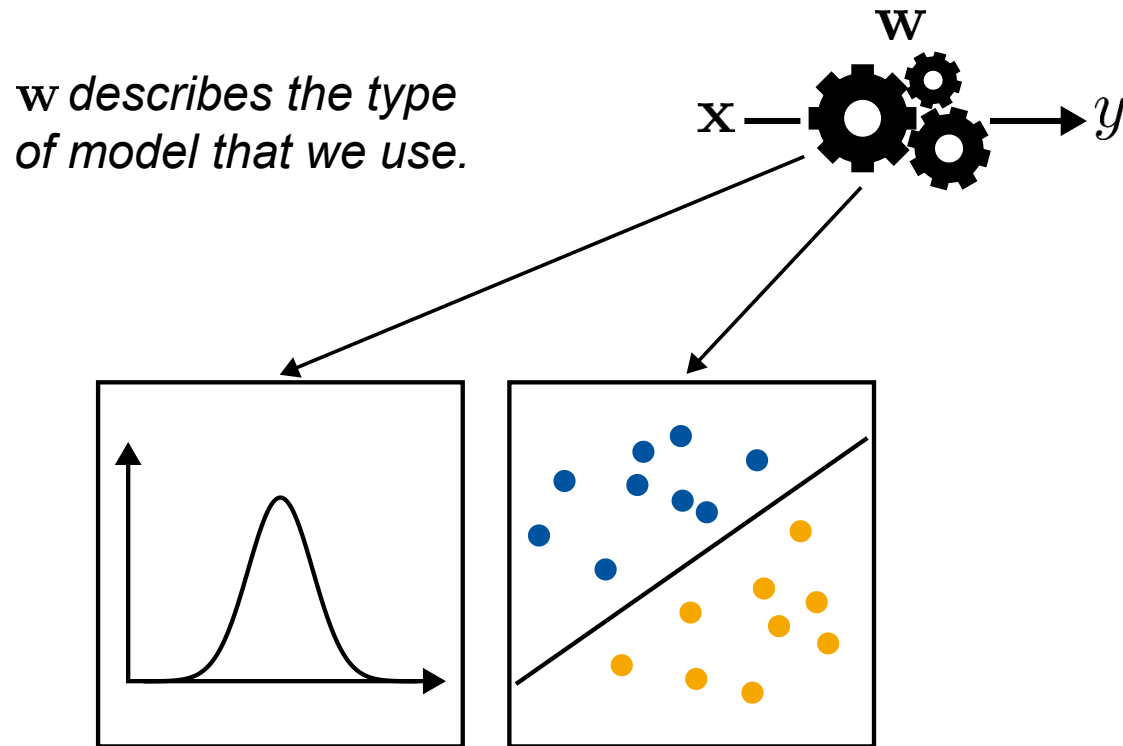 w describes the type
of model that we use.
w
x
y